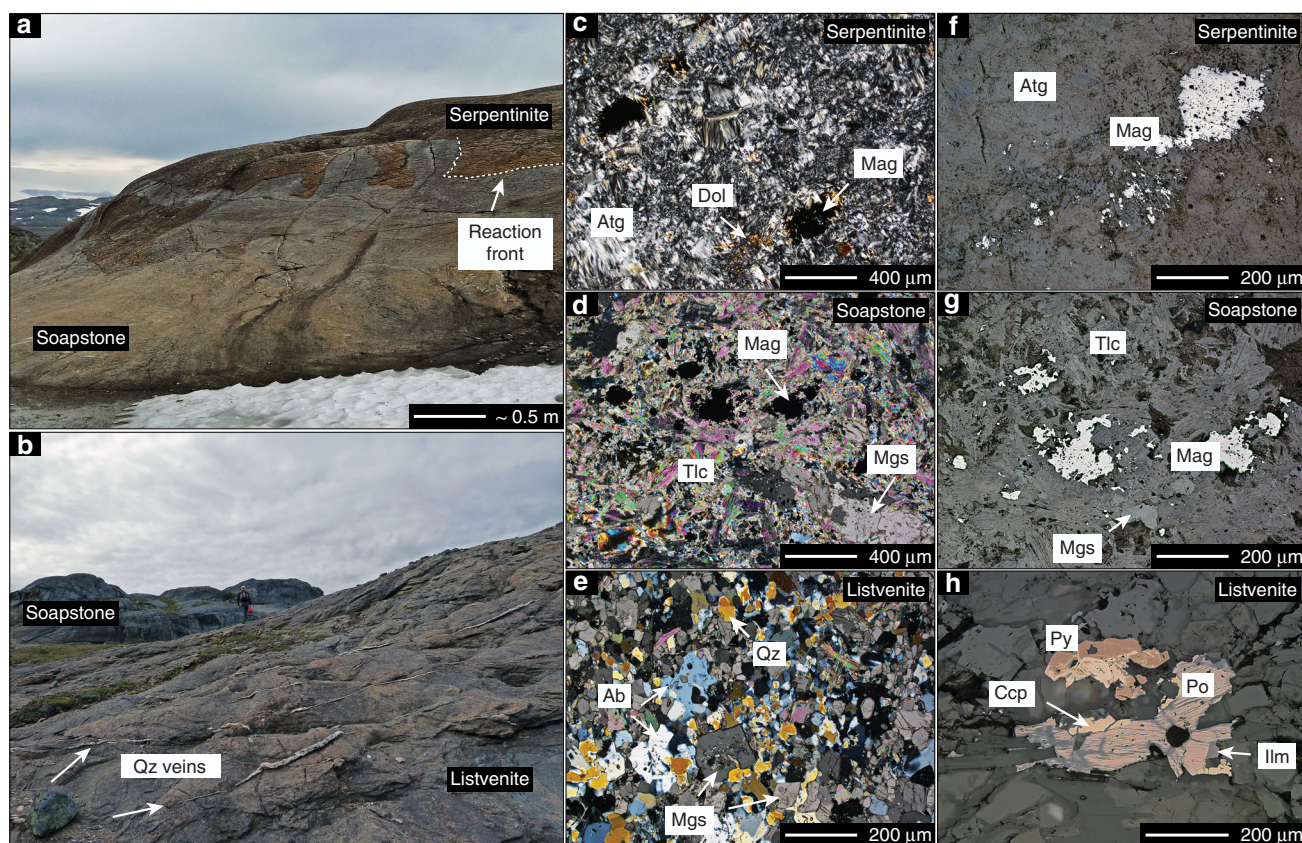 a
Serpentinite
Reaction
front
Soapstone
~ 0.5 m
b
Soapstone
Qz veins
Listvenite
c
Serpentinite
Mag
Dol
Atg
400 μm
d
Soapstone
Mag
Tlc
Mgs
400 μm
e
Listvenite
Qz
Ab
Mgs
200 μm
f
Serpentinite
Atg
Mag
200 μm
g
Soapstone
Tlc
Mag
Mgs
200 μm
h
Listvenite
Py
Po
Ccp
Ilm
200 μm